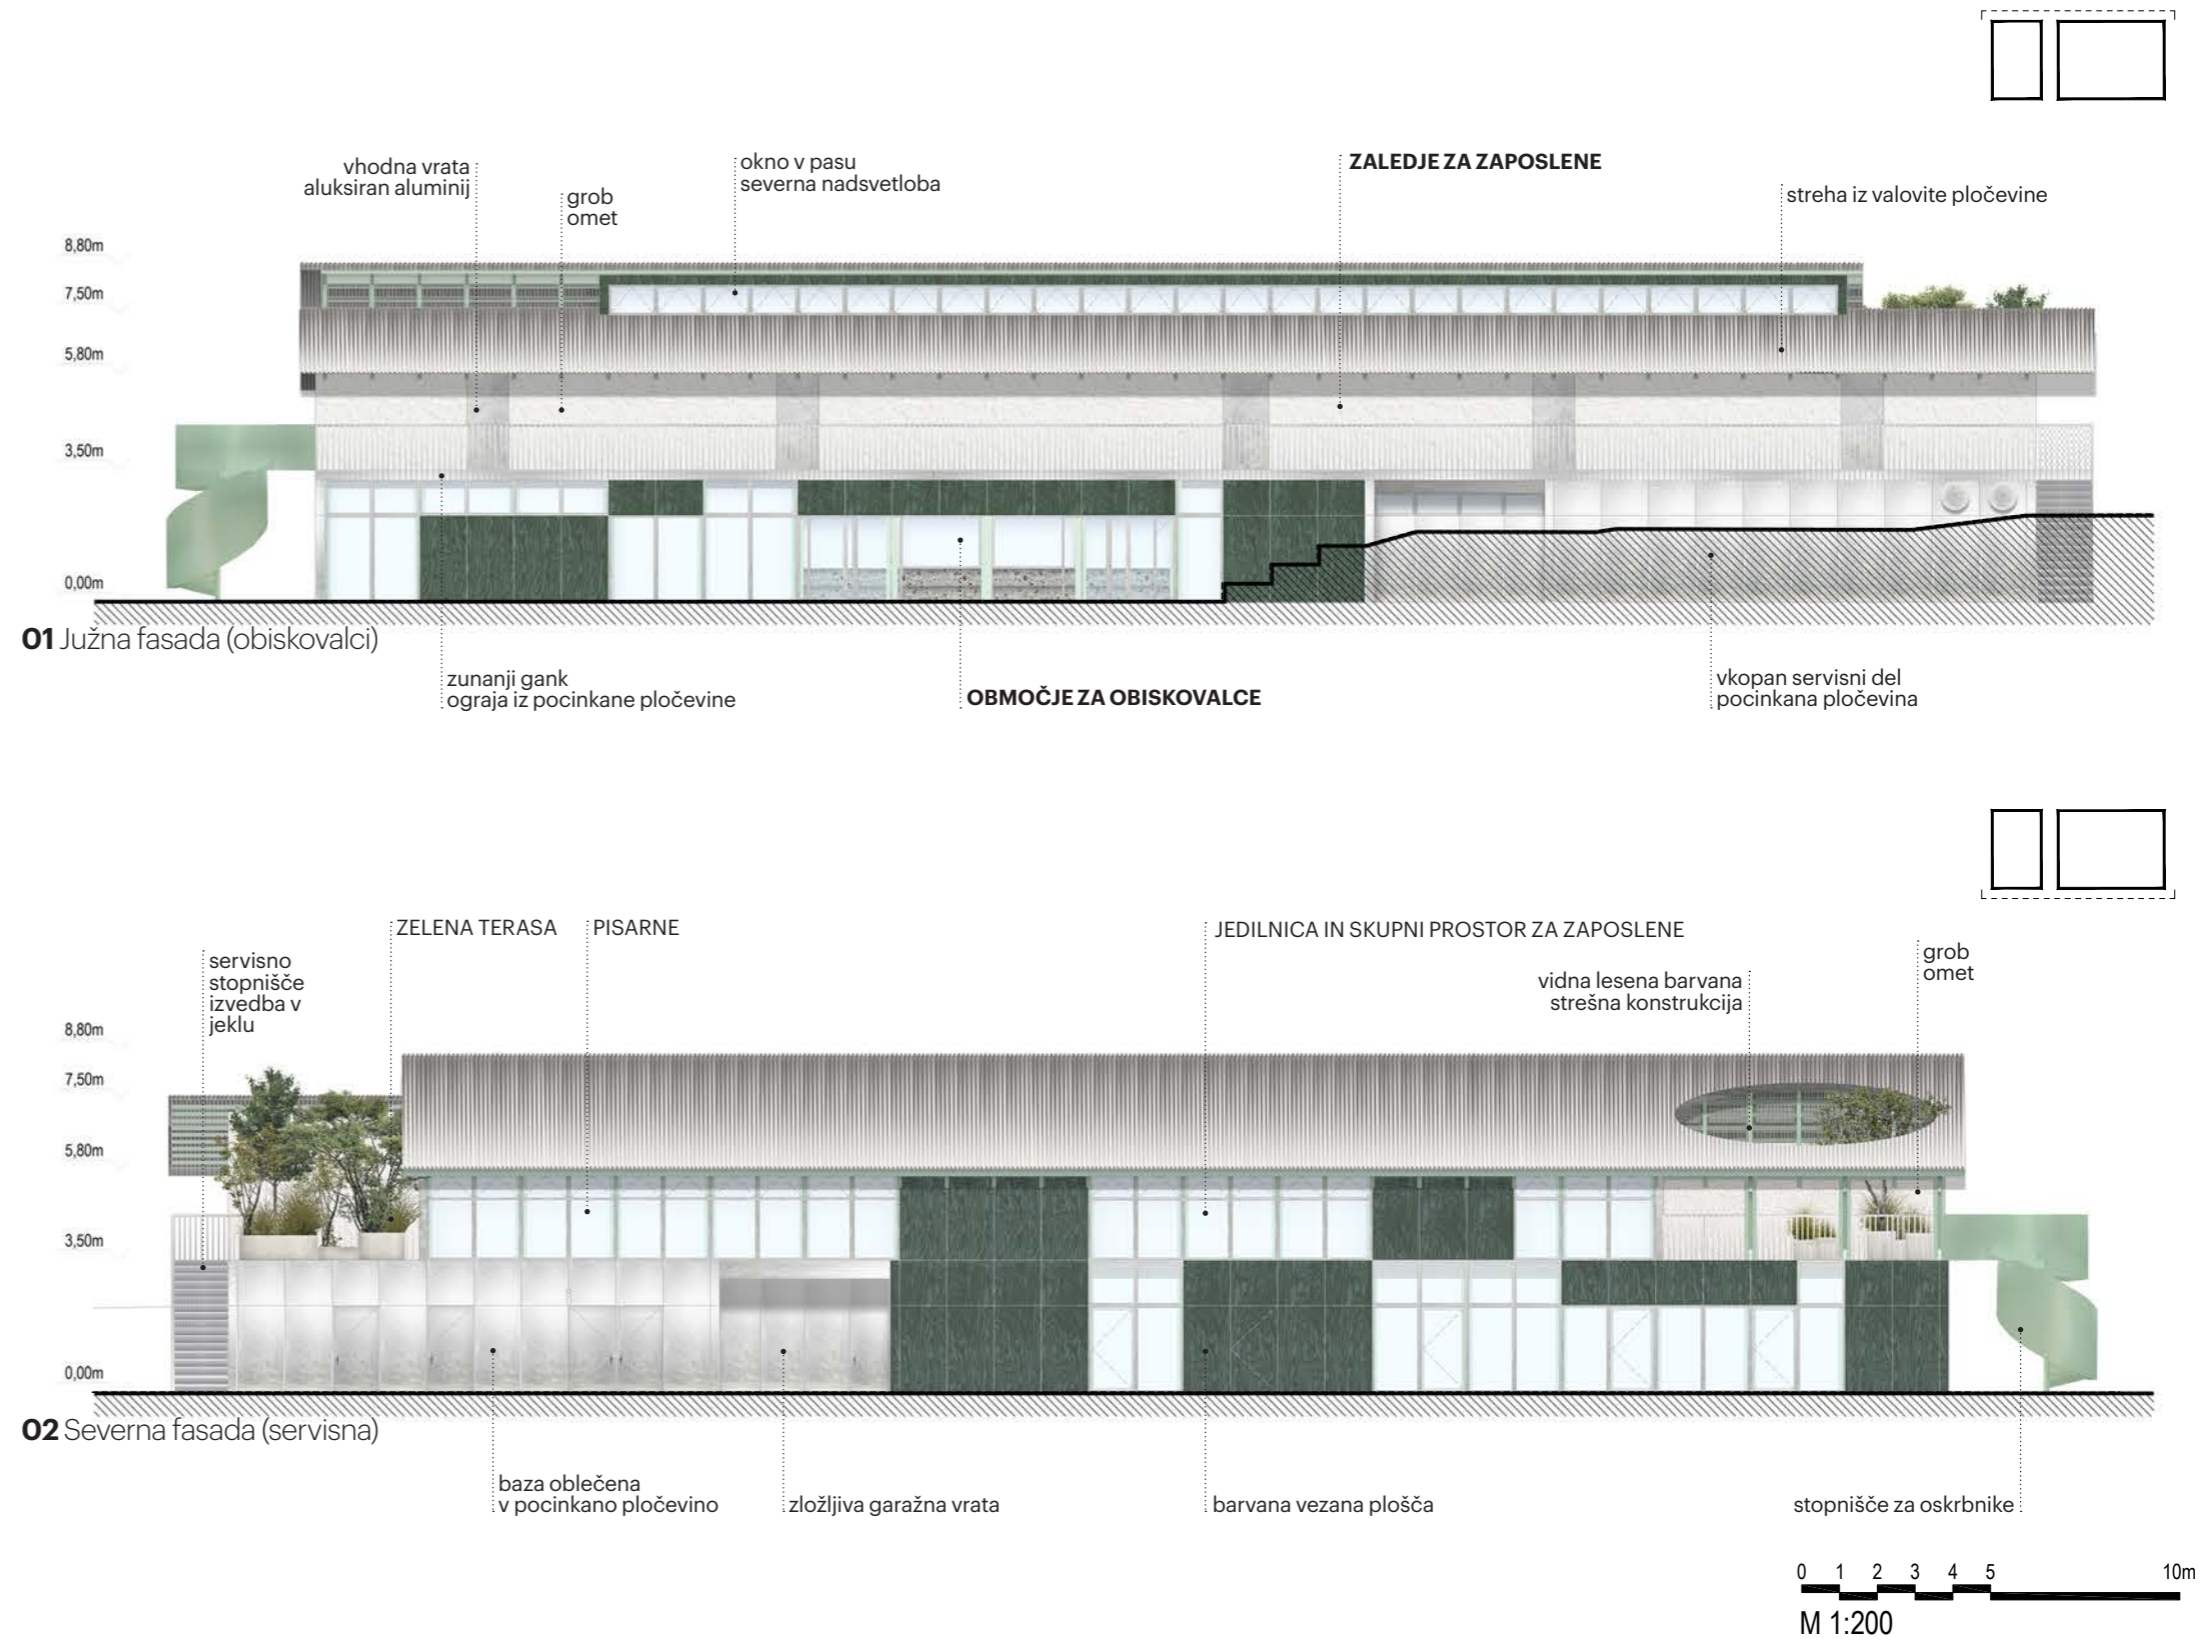 vhodna vrata
aluksiran aluminij
grob
omet
okno v pasu
severna nadsvetloba
ZALEDJE ZA ZAPOSLENE
streha iz valovite pločevine
8,80m
7,50m
5,80m
3,50m
0,00m
01 Južna fasada (obiskovalci)
zunanji gank
ograja iz pocinkane pločevine
OBMOČJE ZA OBISKOVALCE
vkopan servisni del
pocinkana pločevina
servisno
stopnišče
izvedba v
jeklu
ZELENA TERASA
PISARNE
JEDILNICA IN SKUPNI PROSTOR ZA ZAPOSLENE
vidna lesena barvana
strešna konstrukcija
grob
omet
8,80m
7,50m
5,80m
3,50m
0,00m
02 Severna fasada (servisna)
baza oblečena
v pocinkano pločevino
zložljiva garažna vrata
barvana vezana plošča
stopnišče za oskrbnike
0 1 2 3 4 5 10m
M 1:200